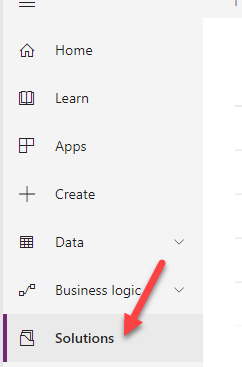 Home
Learn
Apps
Create
Data
Business logic
Solutions